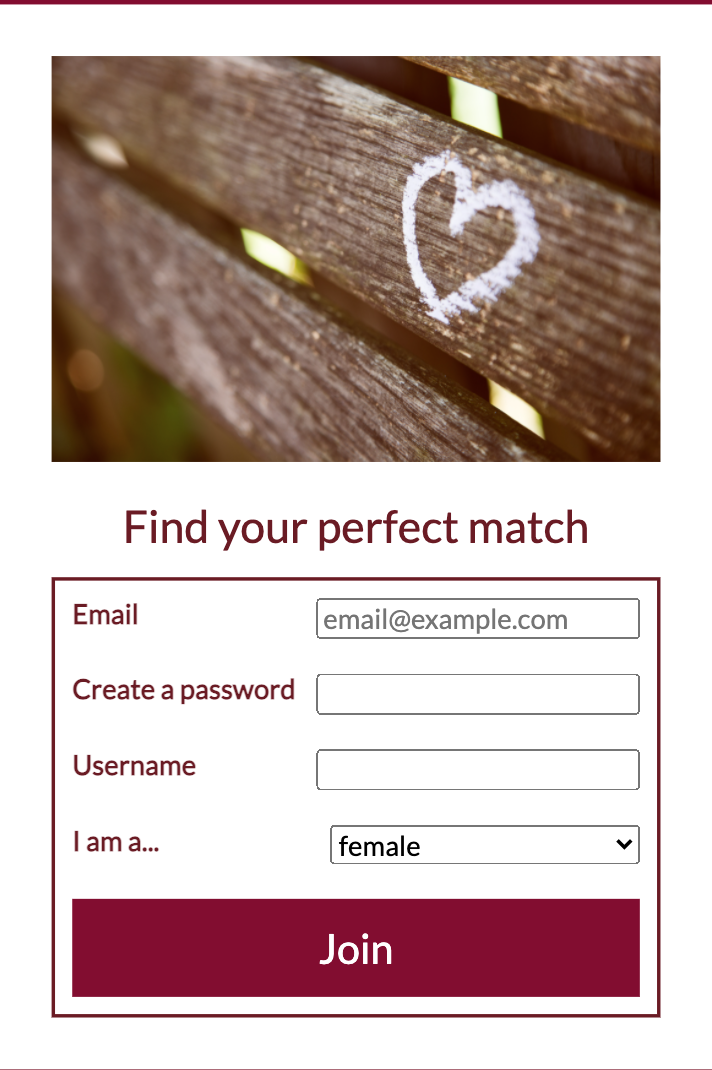 Find your perfect match
Email
email@example.com
Create a password
Username
I am a...
female
Join